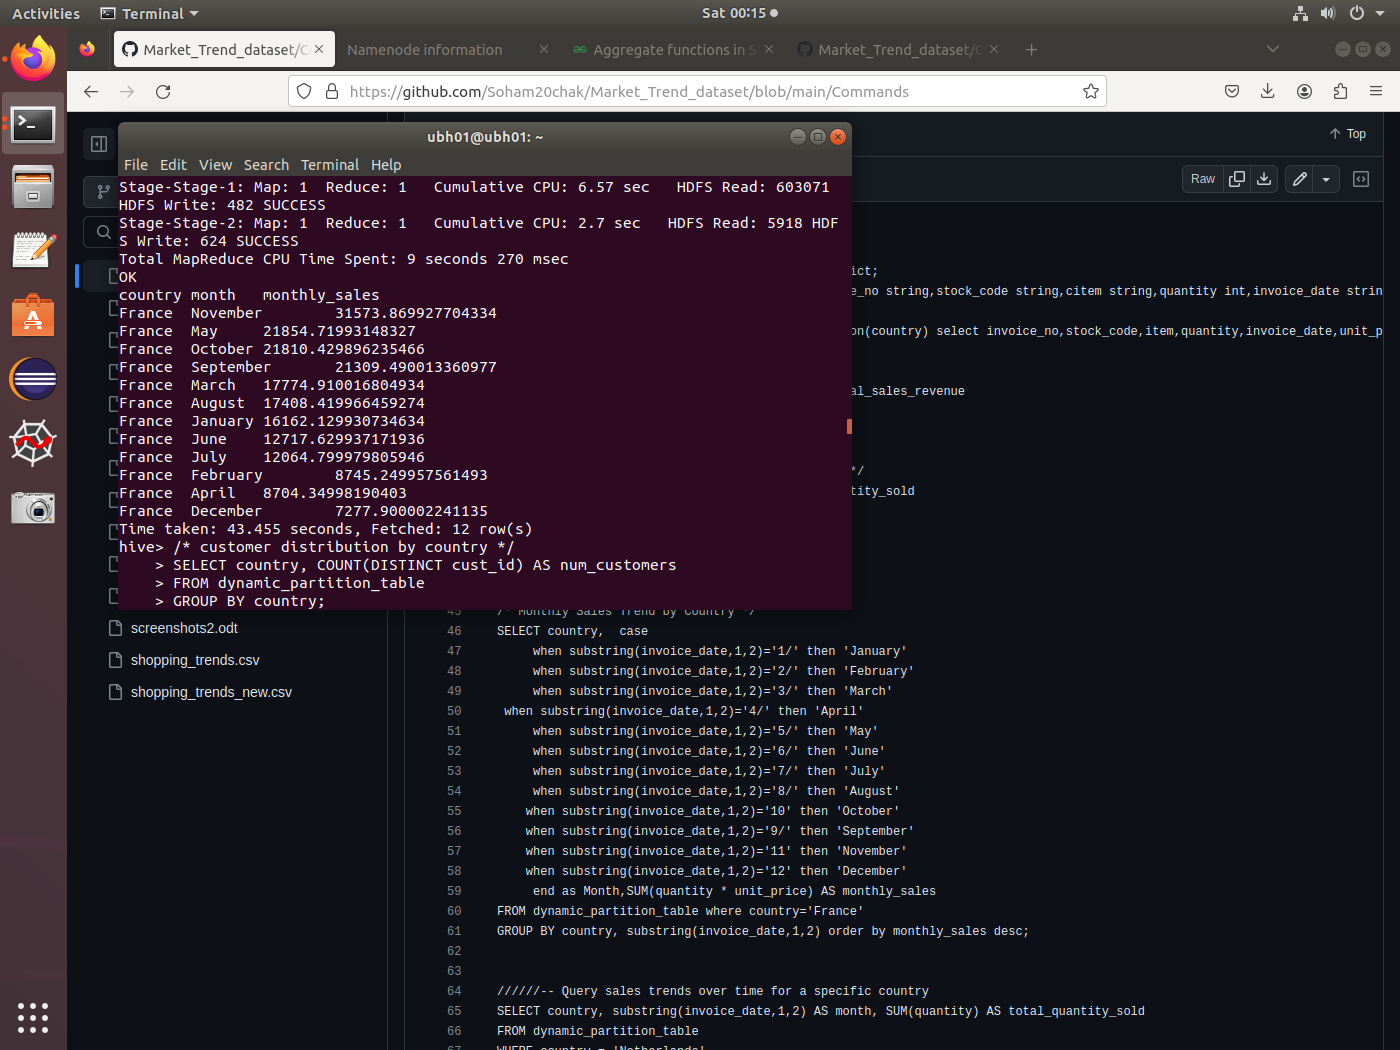 Activities Terminal Sat 00:15
Market_Trend_dataset/C Namenode information Aggregate functions in S Market_Trend_dataset/C
https://github.com/Soham20chak/Market_Trend_dataset/blob/main/Commands
Top
Raw
ubh01@ubh01: ~
File Edit View Search Terminal Help
Stage-Stage-1: Map: 1  Reduce: 1   Cumulative CPU: 6.57 sec   HDFS Read: 603071
HDFS Write: 482 SUCCESS
Stage-Stage-2: Map: 1  Reduce: 1   Cumulative CPU: 2.7 sec   HDFS Read: 5918 HDF
S Write: 624 SUCCESS
Total MapReduce CPU Time Spent: 9 seconds 270 msec
OK
country month   monthly_sales
France  November        31573.869927704334
France  May     21854.71993148327
France  October 21810.429896235466
France  September       21309.490013360977
France  March   17774.910016804934
France  August  17408.419966459274
France  January 16162.129930734634
France  June    12717.629937171936
France  July    12064.799979805946
France  February        8745.249957561493
France  April   8704.34998190403
France  December        7277.900002241135
Time taken: 43.455 seconds, Fetched: 12 row(s)
hive> /* customer distribution by country */
    > SELECT country, COUNT(DISTINCT cust_id) AS num_customers
    > FROM dynamic_partition_table
    > GROUP BY country;
ict;
e_no string,stock_code string,citem string,quantity int,invoice_date strin
on(country) select invoice_no,stock_code,item,quantity,invoice_date,unit_p
al_sales_revenue
*/
tity_sold
screenshots2.odt
shopping_trends.csv
shopping_trends_new.csv
45 /* Monthly Sales Trend by Country */
46 SELECT country,  case
47 when substring(invoice_date,1,2)='1/' then 'January'
48 when substring(invoice_date,1,2)='2/' then 'February'
49 when substring(invoice_date,1,2)='3/' then 'March'
50 when substring(invoice_date,1,2)='4/' then 'April'
51 when substring(invoice_date,1,2)='5/' then 'May'
52 when substring(invoice_date,1,2)='6/' then 'June'
53 when substring(invoice_date,1,2)='7/' then 'July'
54 when substring(invoice_date,1,2)='8/' then 'August'
55 when substring(invoice_date,1,2)='10' then 'October'
56 when substring(invoice_date,1,2)='9/' then 'September'
57 when substring(invoice_date,1,2)='11' then 'November'
58 when substring(invoice_date,1,2)='12' then 'December'
59 end as Month,SUM(quantity * unit_price) AS monthly_sales
60 FROM dynamic_partition_table where country='France'
61 GROUP BY country, substring(invoice_date,1,2) order by monthly_sales desc;
62
63
64 //////-- Query sales trends over time for a specific country
65 SELECT country, substring(invoice_date,1,2) AS month, SUM(quantity) AS total_quantity_sold
66 FROM dynamic_partition_table
67 WHERE country = 'Netherlands'